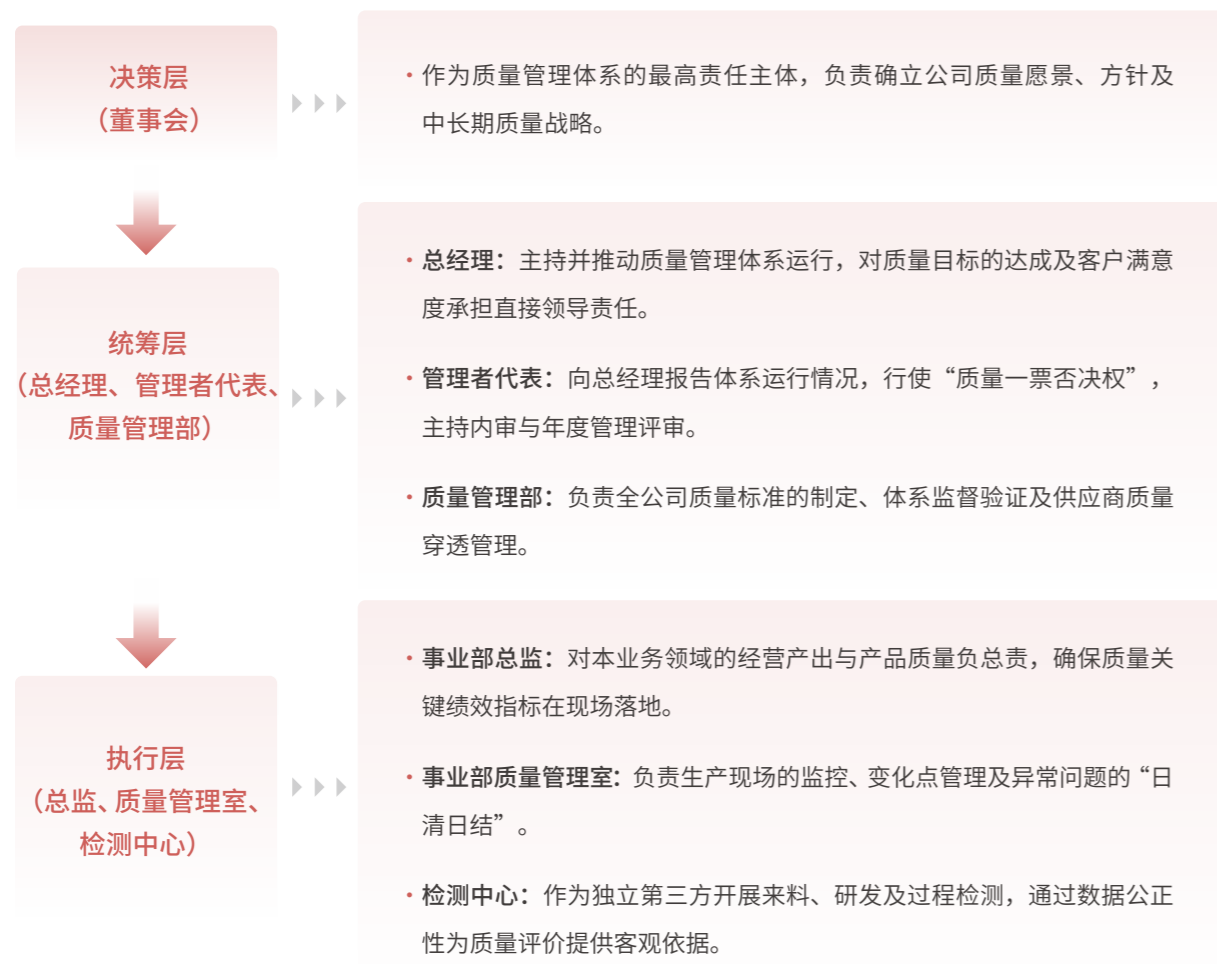 决策层
（董事会）
·作为质量管理体系的最高责任主体，负责确立公司质量愿景、方针及
中长期质量战略。
统筹层
（总经理、管理者代表、
质量管理部）
·总经理：主持并推动质量管理体系运行，对质量目标的达成及客户满意
度承担直接领导责任。
·管理者代表：向总经理报告体系运行情况，行使“质量一票否决权”，
主持内审与年度管理评审。
·质量管理部：负责全公司质量标准的制定、体系监督验证及供应商质量
穿透管理。
执行层
（总监、质量管理室、
检测中心）
·事业部总监：对本业务领域的经营产出与产品质量负总责，确保质量关
键绩效指标在现场落地。
·事业部质量管理室：负责生产现场的监控、变化点管理及异常问题的“日
清日结”。
·检测中心：作为独立第三方开展来料、研发及过程检测，通过数据公正
性为质量评价提供客观依据。